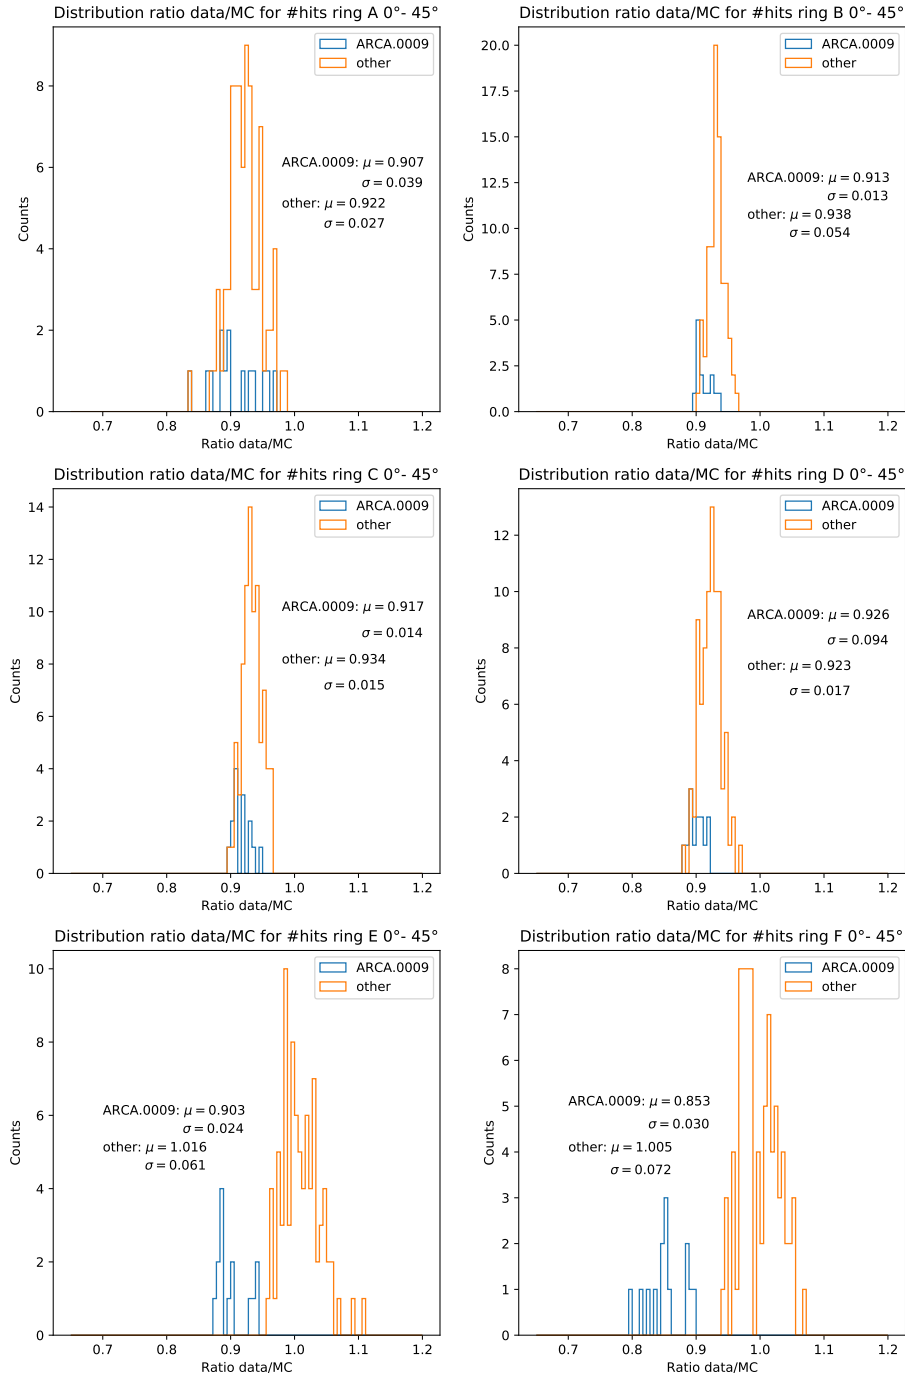 Distribution ratio data/MC for #hits ring A 0°- 45°
ARCA.0009
other
ARCA.0009: μ = 0.907
σ = 0.039
other: μ = 0.922
σ = 0.027
Counts
0
2
4
6
8
0.7
0.8
0.9
1.0
1.1
1.2
Ratio data/MC
Distribution ratio data/MC for #hits ring B 0°- 45°
ARCA.0009
other
ARCA.0009: μ = 0.913
σ = 0.013
other: μ = 0.938
σ = 0.054
Counts
0.0
2.5
5.0
7.5
10.0
12.5
15.0
17.5
20.0
0.7
0.8
0.9
1.0
1.1
1.2
Ratio data/MC
Distribution ratio data/MC for #hits ring C 0°- 45°
ARCA.0009
other
ARCA.0009: μ = 0.917
σ = 0.014
other: μ = 0.934
σ = 0.015
Counts
0
2
4
6
8
10
12
14
0.7
0.8
0.9
1.0
1.1
1.2
Ratio data/MC
Distribution ratio data/MC for #hits ring D 0°- 45°
ARCA.0009
other
ARCA.0009: μ = 0.926
σ = 0.094
other: μ = 0.923
σ = 0.017
Counts
0
2
4
6
8
10
12
0.7
0.8
0.9
1.0
1.1
1.2
Ratio data/MC
Distribution ratio data/MC for #hits ring E 0°- 45°
ARCA.0009
other
ARCA.0009: μ = 0.903
σ = 0.024
other: μ = 1.016
σ = 0.061
Counts
0
2
4
6
8
10
0.7
0.8
0.9
1.0
1.1
1.2
Ratio data/MC
Distribution ratio data/MC for #hits ring F 0°- 45°
ARCA.0009
other
ARCA.0009: μ = 0.853
σ = 0.030
other: μ = 1.005
σ = 0.072
Counts
0
1
2
3
4
5
6
7
8
0.7
0.8
0.9
1.0
1.1
1.2
Ratio data/MC